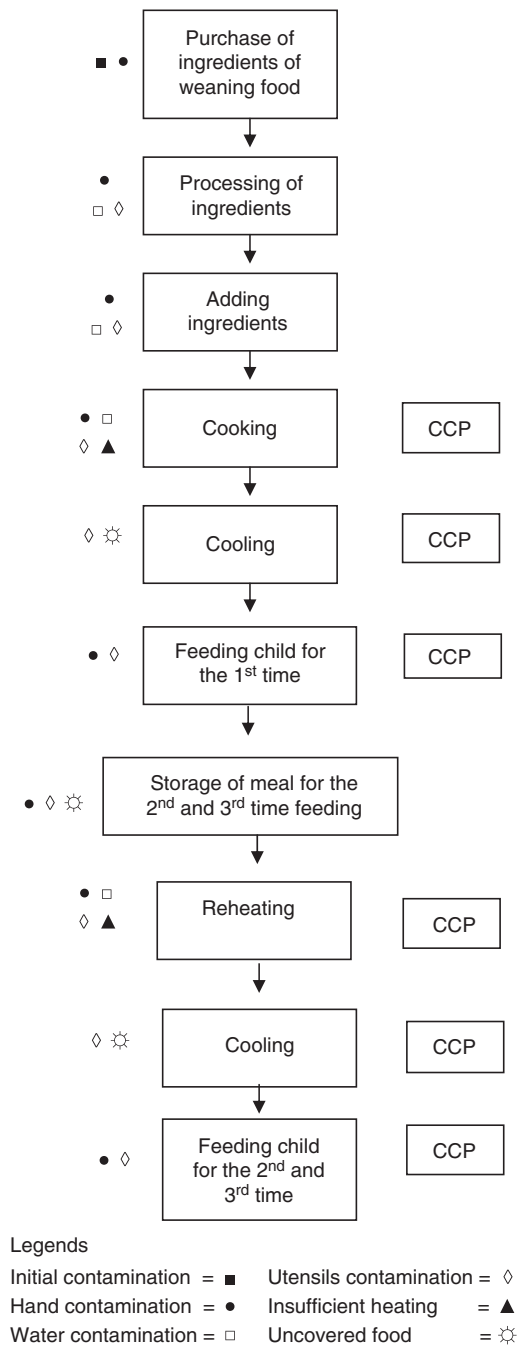 Purchase of
ingredients of
weaning food
Processing of
ingredients
Adding
ingredients
Cooking
CCP
Cooling
CCP
Feeding child for
the 1st time
CCP
Storage of meal for the
2nd and 3rd time feeding
Reheating
CCP
Cooling
CCP
Feeding child
for the 2nd and
3rd time
CCP
Legends
Initial contamination = ■ Utensils contamination = ◊
Hand contamination = ● Insufficient heating = ▲
Water contamination = □ Uncovered food = ☼